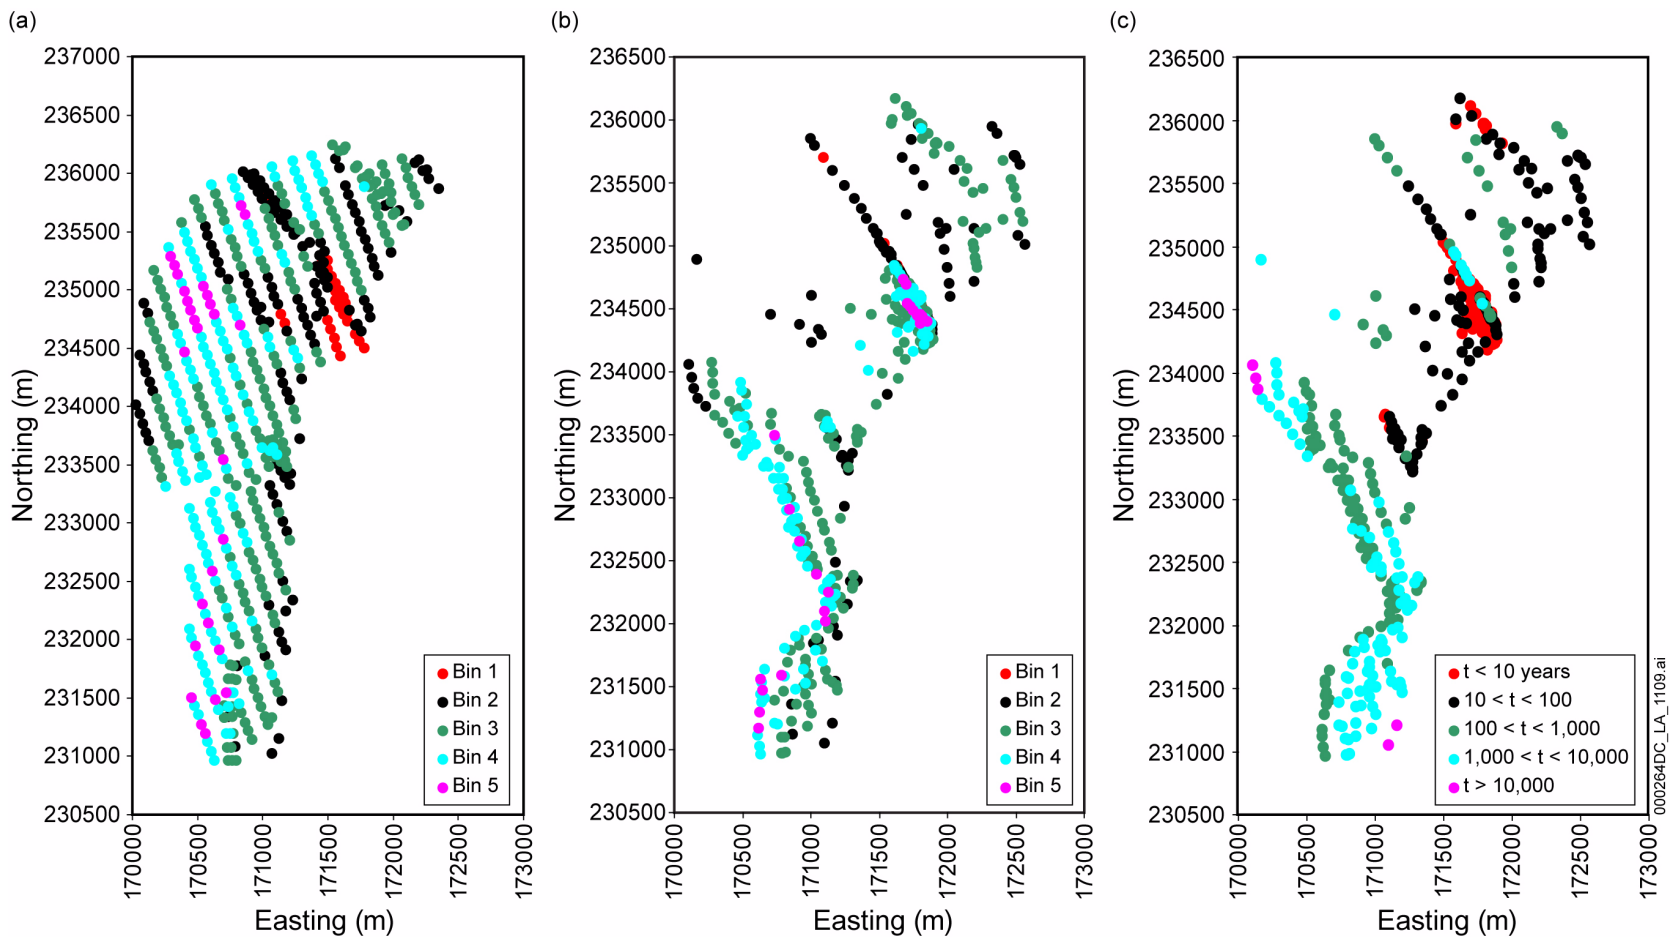 (a)
237000
236500
236000
235500
235000
234500
234000
233500
233000
232500
232000
231500
231000
230500
Northing (m)
170000
170500
171000
171500
172000
172500
173000
Easting (m)
Bin 1
Bin 2
Bin 3
Bin 4
Bin 5
(b)
236500
236000
235500
235000
234500
234000
233500
233000
232500
232000
231500
231000
230500
Northing (m)
170000
170500
171000
171500
172000
172500
173000
Easting (m)
Bin 1
Bin 2
Bin 3
Bin 4
Bin 5
(c)
236500
236000
235500
235000
234500
234000
233500
233000
232500
232000
231500
231000
230500
Northing (m)
170000
170500
171000
171500
172000
172500
173000
Easting (m)
t < 10 years
10 < t < 100
100 < t < 1,000
1,000 < t < 10,000
t > 10,000
000264DC_LA_1109.ai